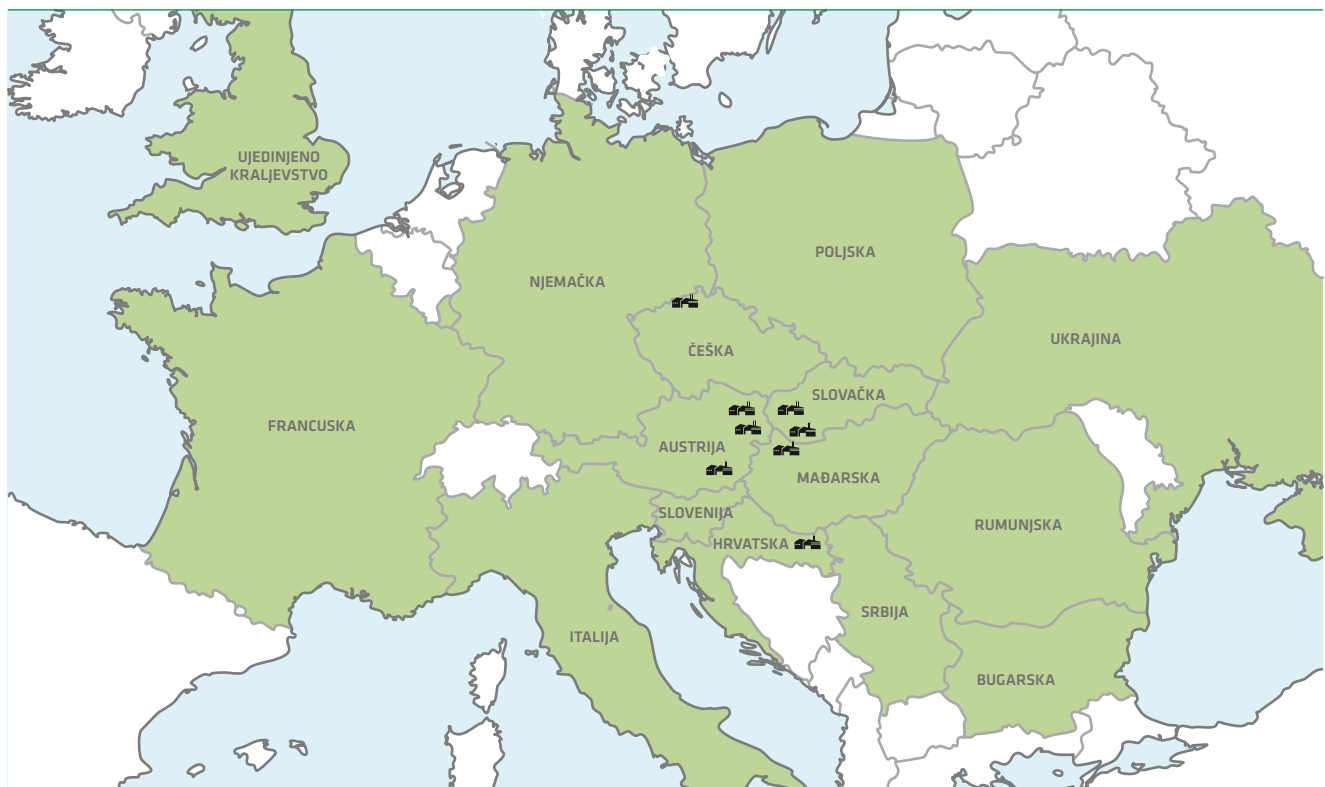 UJEDINJENO
KRALJEVSTVO
POLJSKA
NJEMAČKA
UKRAJINA
ČEŠKA
SLOVAČKA
FRANCUSKA
AUSTRIJA
MAĐARSKA
SLOVENIJA
RUMUNJSKA
HRVATSKA
SRBIJA
ITALIJA
BUGARSKA